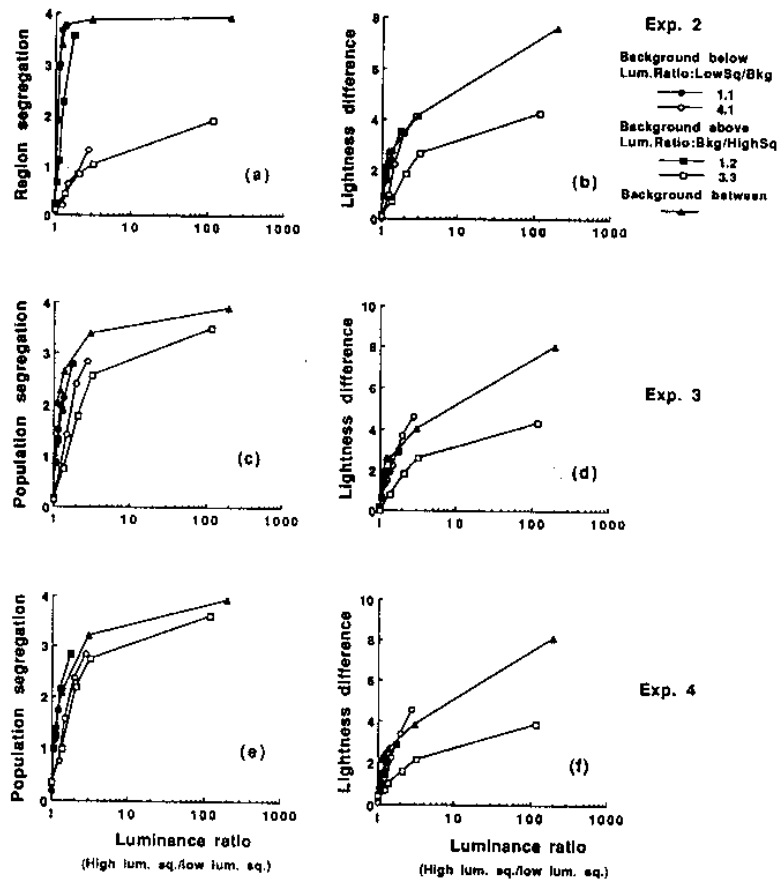 Exp. 2
Background below
Lum.Ratio:LowSq/Bkg
1.1
4.1
Background above
Lum.Ratio:Bkg/HighSq
1.2
3.3
Background between
Region segregation
4
3
2
1
0
(a)
1 10 100 1000
Lightness difference
8
6
4
2
0
(b)
1 10 100 1000
Population segregation
4
3
2
1
0
(c)
1 10 100 1000
Lightness difference
10
8
6
4
2
0
(d)
1 10 100 1000
Exp. 3
Population segregation
4
3
2
1
0
(e)
1 10 100 1000
Luminance ratio
(High lum. sq./low lum. sq.)
Lightness difference
10
8
6
4
2
0
(f)
1 10 100 1000
Luminance ratio
(High lum. sq./low lum. sq.)
Exp. 4